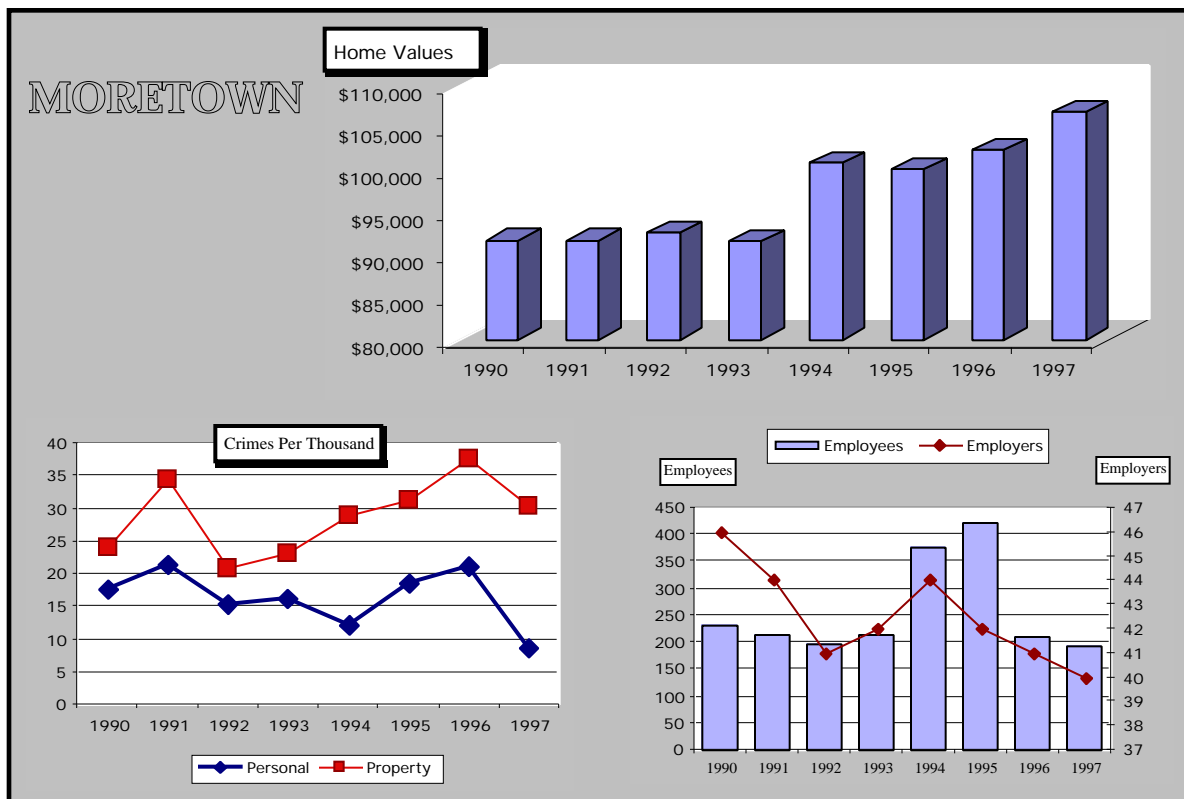 MORETOWN
Home Values
$110,000
$105,000
$100,000
$95,000
$90,000
$85,000
$80,000
1990 1991 1992 1993 1994 1995 1996 1997
Crimes Per Thousand
40
35
30
25
20
15
10
5
0
1990 1991 1992 1993 1994 1995 1996 1997
Personal Property
Employees Employers
Employees
Employers
450 47
400 46
350 45
300 44
250 43
200 42
150 41
100 40
50 39
0 38
37
1990 1991 1992 1993 1994 1995 1996 1997